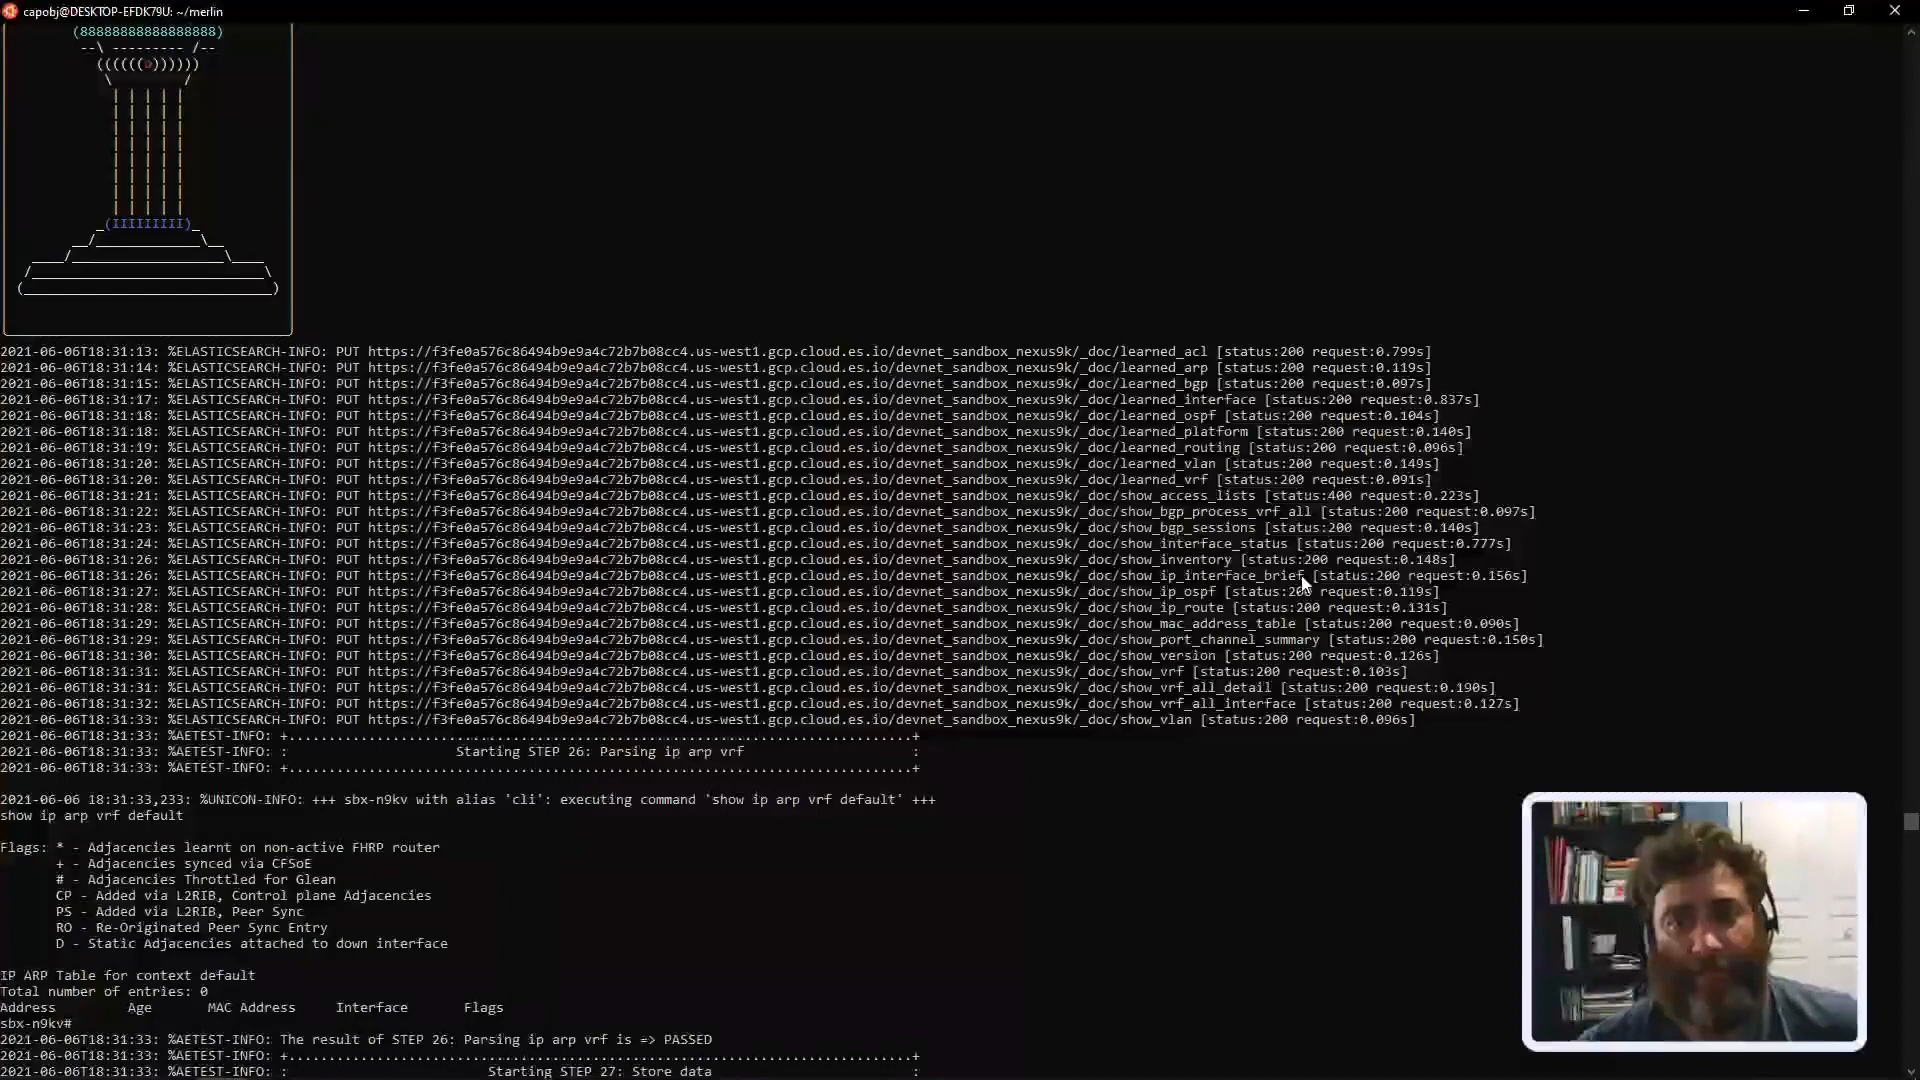 capobj@DESKTOP-EFDK79U: ~/merlin
(88888888888888888)
--\ --------- /--
((((((☺))))))
\         /
| | | | |
| | | | |
| | | | |
| | | | |
| | | | |
| | | | |
| | | | |
| | | | |
_(IIIIIIIII)_
__/_____________\__
____/_________________\____
/_____________________________\
(_______________________________)
2021-06-06T18:31:13: %ELASTICSEARCH-INFO: PUT https://f3fe0a576c86494b9e9a4c72b7b08cc4.us-west1.gcp.cloud.es.io/devnet_sandbox_nexus9k/_doc/learned_acl [status:200 request:0.799s]
2021-06-06T18:31:14: %ELASTICSEARCH-INFO: PUT https://f3fe0a576c86494b9e9a4c72b7b08cc4.us-west1.gcp.cloud.es.io/devnet_sandbox_nexus9k/_doc/learned_arp [status:200 request:0.119s]
2021-06-06T18:31:15: %ELASTICSEARCH-INFO: PUT https://f3fe0a576c86494b9e9a4c72b7b08cc4.us-west1.gcp.cloud.es.io/devnet_sandbox_nexus9k/_doc/learned_bgp [status:200 request:0.097s]
2021-06-06T18:31:17: %ELASTICSEARCH-INFO: PUT https://f3fe0a576c86494b9e9a4c72b7b08cc4.us-west1.gcp.cloud.es.io/devnet_sandbox_nexus9k/_doc/learned_interface [status:200 request:0.837s]
2021-06-06T18:31:18: %ELASTICSEARCH-INFO: PUT https://f3fe0a576c86494b9e9a4c72b7b08cc4.us-west1.gcp.cloud.es.io/devnet_sandbox_nexus9k/_doc/learned_ospf [status:200 request:0.104s]
2021-06-06T18:31:18: %ELASTICSEARCH-INFO: PUT https://f3fe0a576c86494b9e9a4c72b7b08cc4.us-west1.gcp.cloud.es.io/devnet_sandbox_nexus9k/_doc/learned_platform [status:200 request:0.140s]
2021-06-06T18:31:19: %ELASTICSEARCH-INFO: PUT https://f3fe0a576c86494b9e9a4c72b7b08cc4.us-west1.gcp.cloud.es.io/devnet_sandbox_nexus9k/_doc/learned_routing [status:200 request:0.096s]
2021-06-06T18:31:20: %ELASTICSEARCH-INFO: PUT https://f3fe0a576c86494b9e9a4c72b7b08cc4.us-west1.gcp.cloud.es.io/devnet_sandbox_nexus9k/_doc/learned_vlan [status:200 request:0.149s]
2021-06-06T18:31:20: %ELASTICSEARCH-INFO: PUT https://f3fe0a576c86494b9e9a4c72b7b08cc4.us-west1.gcp.cloud.es.io/devnet_sandbox_nexus9k/_doc/learned_vrf [status:200 request:0.091s]
2021-06-06T18:31:21: %ELASTICSEARCH-INFO: PUT https://f3fe0a576c86494b9e9a4c72b7b08cc4.us-west1.gcp.cloud.es.io/devnet_sandbox_nexus9k/_doc/show_access_lists [status:400 request:0.223s]
2021-06-06T18:31:22: %ELASTICSEARCH-INFO: PUT https://f3fe0a576c86494b9e9a4c72b7b08cc4.us-west1.gcp.cloud.es.io/devnet_sandbox_nexus9k/_doc/show_bgp_process_vrf_all [status:200 request:0.097s]
2021-06-06T18:31:23: %ELASTICSEARCH-INFO: PUT https://f3fe0a576c86494b9e9a4c72b7b08cc4.us-west1.gcp.cloud.es.io/devnet_sandbox_nexus9k/_doc/show_bgp_sessions [status:200 request:0.140s]
2021-06-06T18:31:24: %ELASTICSEARCH-INFO: PUT https://f3fe0a576c86494b9e9a4c72b7b08cc4.us-west1.gcp.cloud.es.io/devnet_sandbox_nexus9k/_doc/show_interface_status [status:200 request:0.777s]
2021-06-06T18:31:26: %ELASTICSEARCH-INFO: PUT https://f3fe0a576c86494b9e9a4c72b7b08cc4.us-west1.gcp.cloud.es.io/devnet_sandbox_nexus9k/_doc/show_inventory [status:200 request:0.148s]
2021-06-06T18:31:26: %ELASTICSEARCH-INFO: PUT https://f3fe0a576c86494b9e9a4c72b7b08cc4.us-west1.gcp.cloud.es.io/devnet_sandbox_nexus9k/_doc/show_ip_interface_brief [status:200 request:0.156s]
2021-06-06T18:31:27: %ELASTICSEARCH-INFO: PUT https://f3fe0a576c86494b9e9a4c72b7b08cc4.us-west1.gcp.cloud.es.io/devnet_sandbox_nexus9k/_doc/show_ip_ospf [status:200 request:0.119s]
2021-06-06T18:31:28: %ELASTICSEARCH-INFO: PUT https://f3fe0a576c86494b9e9a4c72b7b08cc4.us-west1.gcp.cloud.es.io/devnet_sandbox_nexus9k/_doc/show_ip_route [status:200 request:0.131s]
2021-06-06T18:31:29: %ELASTICSEARCH-INFO: PUT https://f3fe0a576c86494b9e9a4c72b7b08cc4.us-west1.gcp.cloud.es.io/devnet_sandbox_nexus9k/_doc/show_mac_address_table [status:200 request:0.090s]
2021-06-06T18:31:29: %ELASTICSEARCH-INFO: PUT https://f3fe0a576c86494b9e9a4c72b7b08cc4.us-west1.gcp.cloud.es.io/devnet_sandbox_nexus9k/_doc/show_port_channel_summary [status:200 request:0.150s]
2021-06-06T18:31:30: %ELASTICSEARCH-INFO: PUT https://f3fe0a576c86494b9e9a4c72b7b08cc4.us-west1.gcp.cloud.es.io/devnet_sandbox_nexus9k/_doc/show_version [status:200 request:0.126s]
2021-06-06T18:31:31: %ELASTICSEARCH-INFO: PUT https://f3fe0a576c86494b9e9a4c72b7b08cc4.us-west1.gcp.cloud.es.io/devnet_sandbox_nexus9k/_doc/show_vrf [status:200 request:0.103s]
2021-06-06T18:31:31: %ELASTICSEARCH-INFO: PUT https://f3fe0a576c86494b9e9a4c72b7b08cc4.us-west1.gcp.cloud.es.io/devnet_sandbox_nexus9k/_doc/show_vrf_all_detail [status:200 request:0.190s]
2021-06-06T18:31:32: %ELASTICSEARCH-INFO: PUT https://f3fe0a576c86494b9e9a4c72b7b08cc4.us-west1.gcp.cloud.es.io/devnet_sandbox_nexus9k/_doc/show_vrf_all_interface [status:200 request:0.127s]
2021-06-06T18:31:33: %ELASTICSEARCH-INFO: PUT https://f3fe0a576c86494b9e9a4c72b7b08cc4.us-west1.gcp.cloud.es.io/devnet_sandbox_nexus9k/_doc/show_vlan [status:200 request:0.096s]
2021-06-06T18:31:33: %AETEST-INFO: +..............................................................................+
2021-06-06T18:31:33: %AETEST-INFO: :                     Starting STEP 26: Parsing ip arp vrf                     :
2021-06-06T18:31:33: %AETEST-INFO: +..............................................................................+
2021-06-06 18:31:33,233: %UNICON-INFO: +++ sbx-n9kv with alias 'cli': executing command 'show ip arp vrf default' +++
show ip arp vrf default
Flags: * - Adjacencies learnt on non-active FHRP router
+ - Adjacencies synced via CFSoE
# - Adjacencies Throttled for Glean
CP - Added via L2RIB, Control plane Adjacencies
PS - Added via L2RIB, Peer Sync
RO - Re-Originated Peer Sync Entry
D - Static Adjacencies attached to down interface
IP ARP Table for context default
Total number of entries: 0
Address         Age       MAC Address     Interface       Flags
sbx-n9kv#
2021-06-06T18:31:33: %AETEST-INFO: The result of STEP 26: Parsing ip arp vrf is => PASSED
2021-06-06T18:31:33: %AETEST-INFO: +..............................................................................+
2021-06-06T18:31:33: %AETEST-INFO: :                         Starting STEP 27: Store data                         :